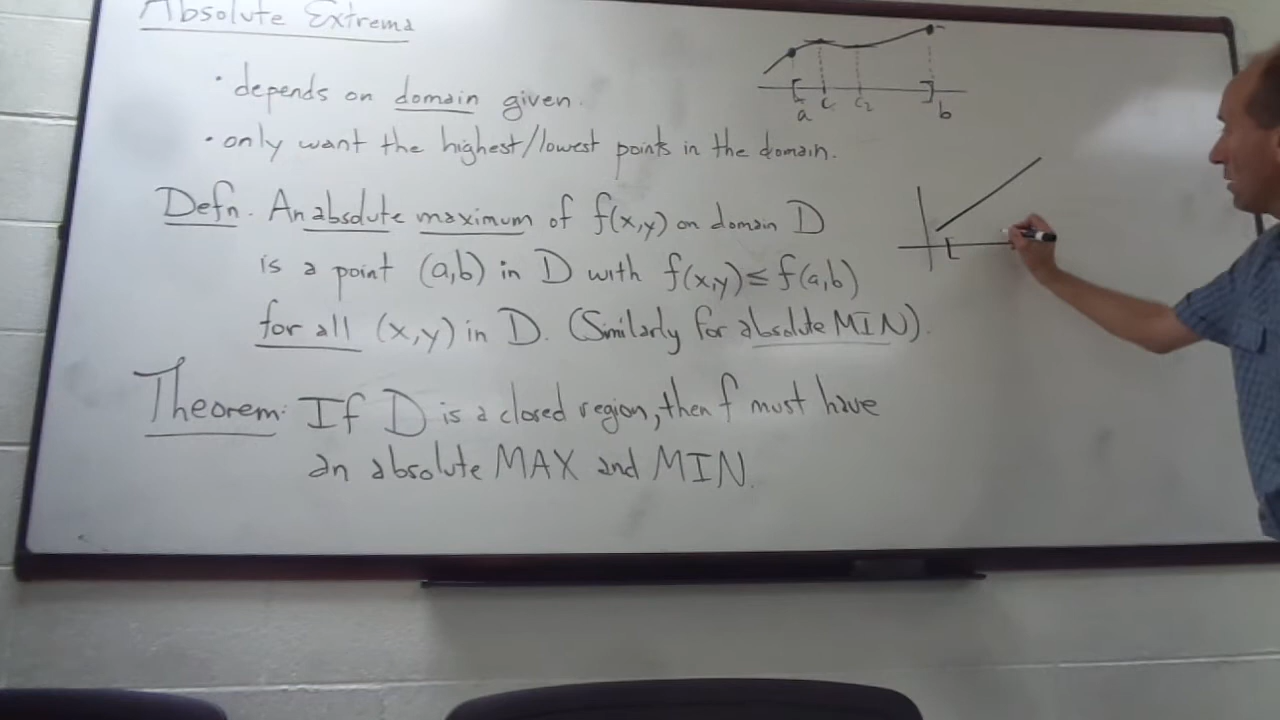 Absolute Extrema
• depends on domain given.
• only want the highest/lowest points in the domain.
Defn. An absolute maximum of f(x,y) on domain D
is a point (a,b) in D with f(x,y) ≤ f(a,b)
for all (x,y) in D. (Similarly for absolute MIN).
Theorem: If D is a closed region, then f must have
an absolute MAX and MIN.
[ ]
a c₁ c₂ b
[